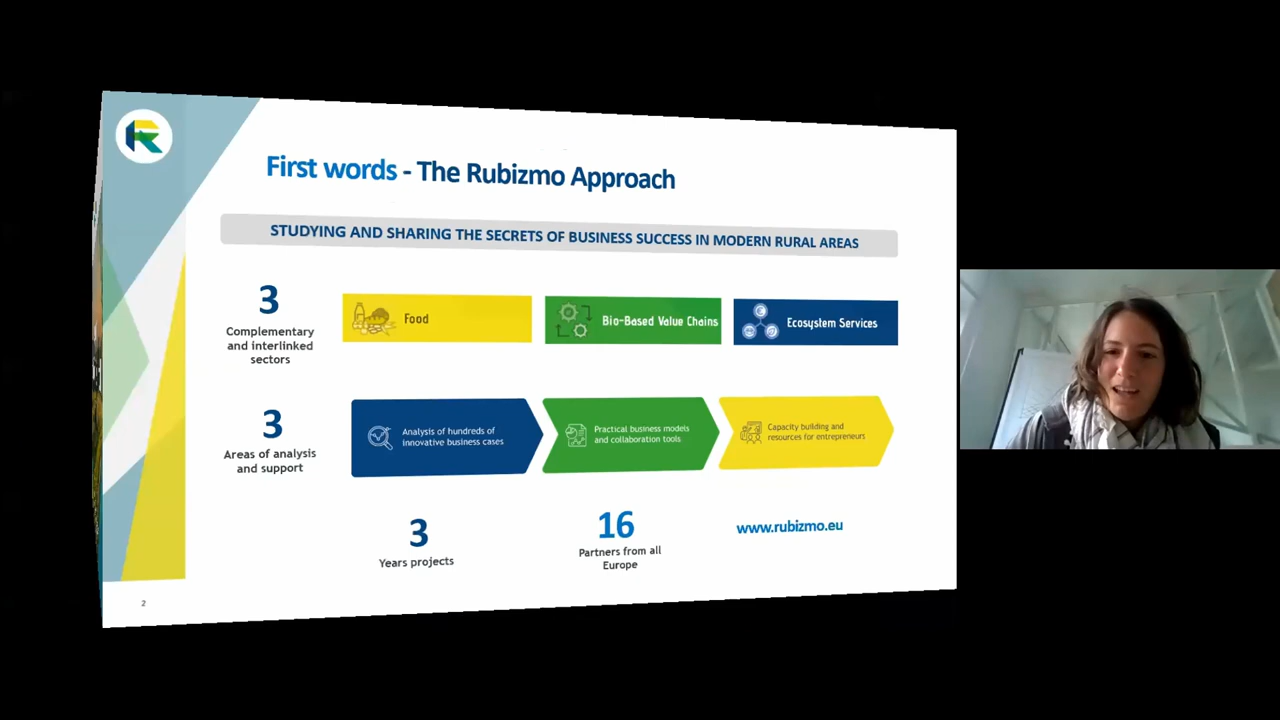 First words - The Rubizmo Approach
STUDYING AND SHARING THE SECRETS OF BUSINESS SUCCESS IN MODERN RURAL AREAS
3
Complementary
and interlinked
sectors
Food
Bio-Based Value Chains
Ecosystem Services
3
Areas of analysis
and support
Analysis of hundreds of
innovative business cases
Practical business models
and collaboration tools
Capacity building and
resources for entrepreneurs
3
Years projects
16
Partners from all
Europe
www.rubizmo.eu
2